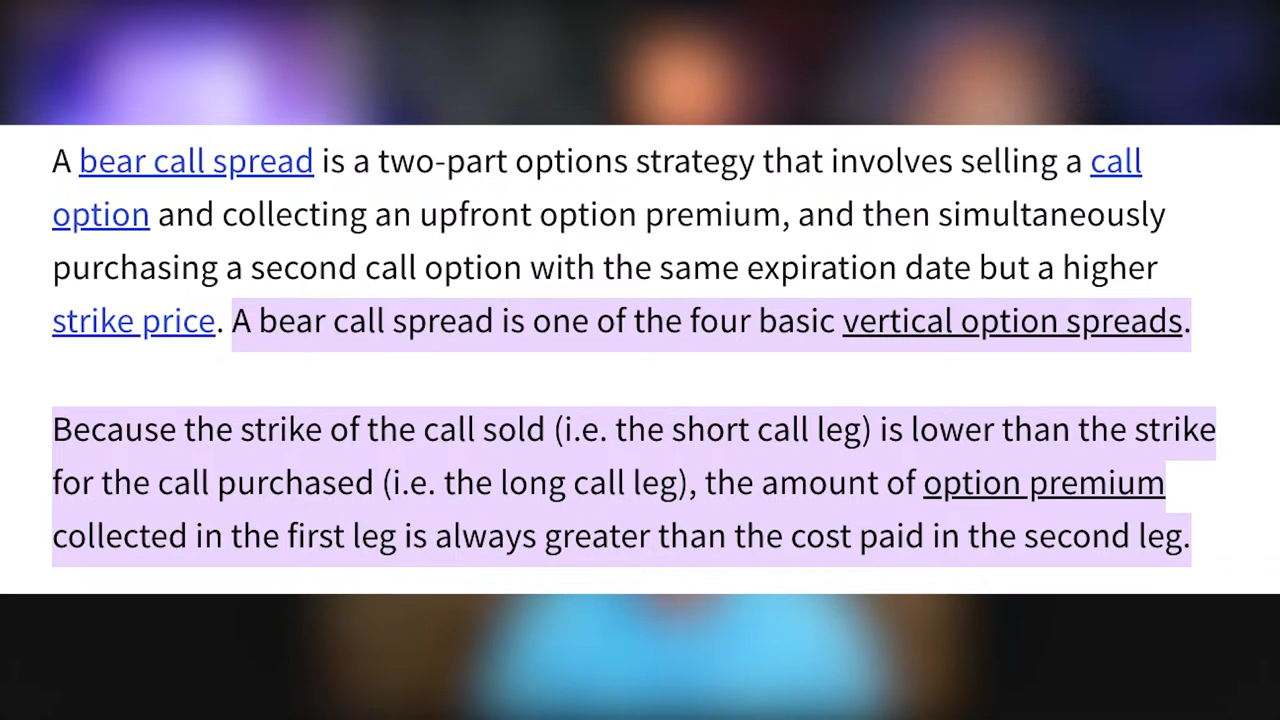 A bear call spread is a two-part options strategy that involves selling a call
option and collecting an upfront option premium, and then simultaneously
purchasing a second call option with the same expiration date but a higher
strike price. A bear call spread is one of the four basic vertical option spreads.
Because the strike of the call sold (i.e. the short call leg) is lower than the strike
for the call purchased (i.e. the long call leg), the amount of option premium
collected in the first leg is always greater than the cost paid in the second leg.